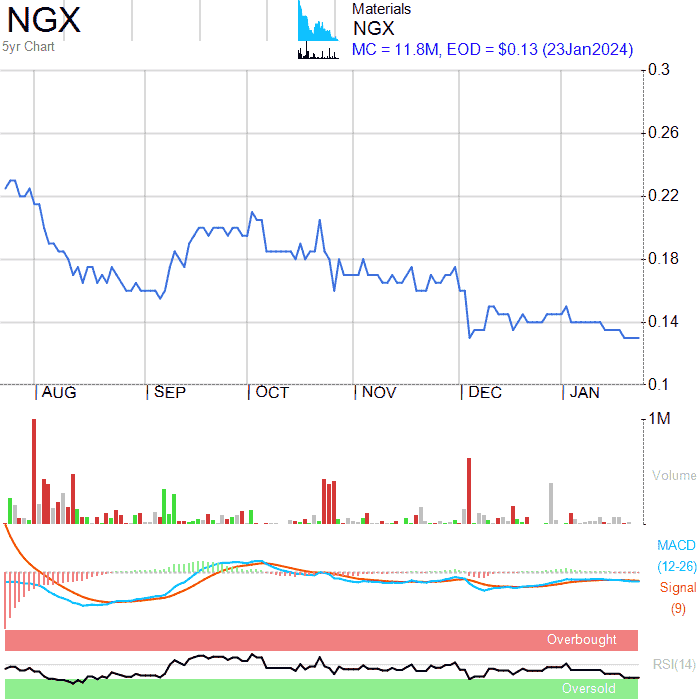 NGX
5yr Chart
Materials
NGX
MC = 11.8M, EOD = $0.13 (23Jan2024)
0.3
0.26
0.22
0.18
0.14
0.1
AUG SEP OCT NOV DEC JAN
1M
Volume
MACD
(12-26)
Signal
(9)
Overbought
RSI(14)
Oversold